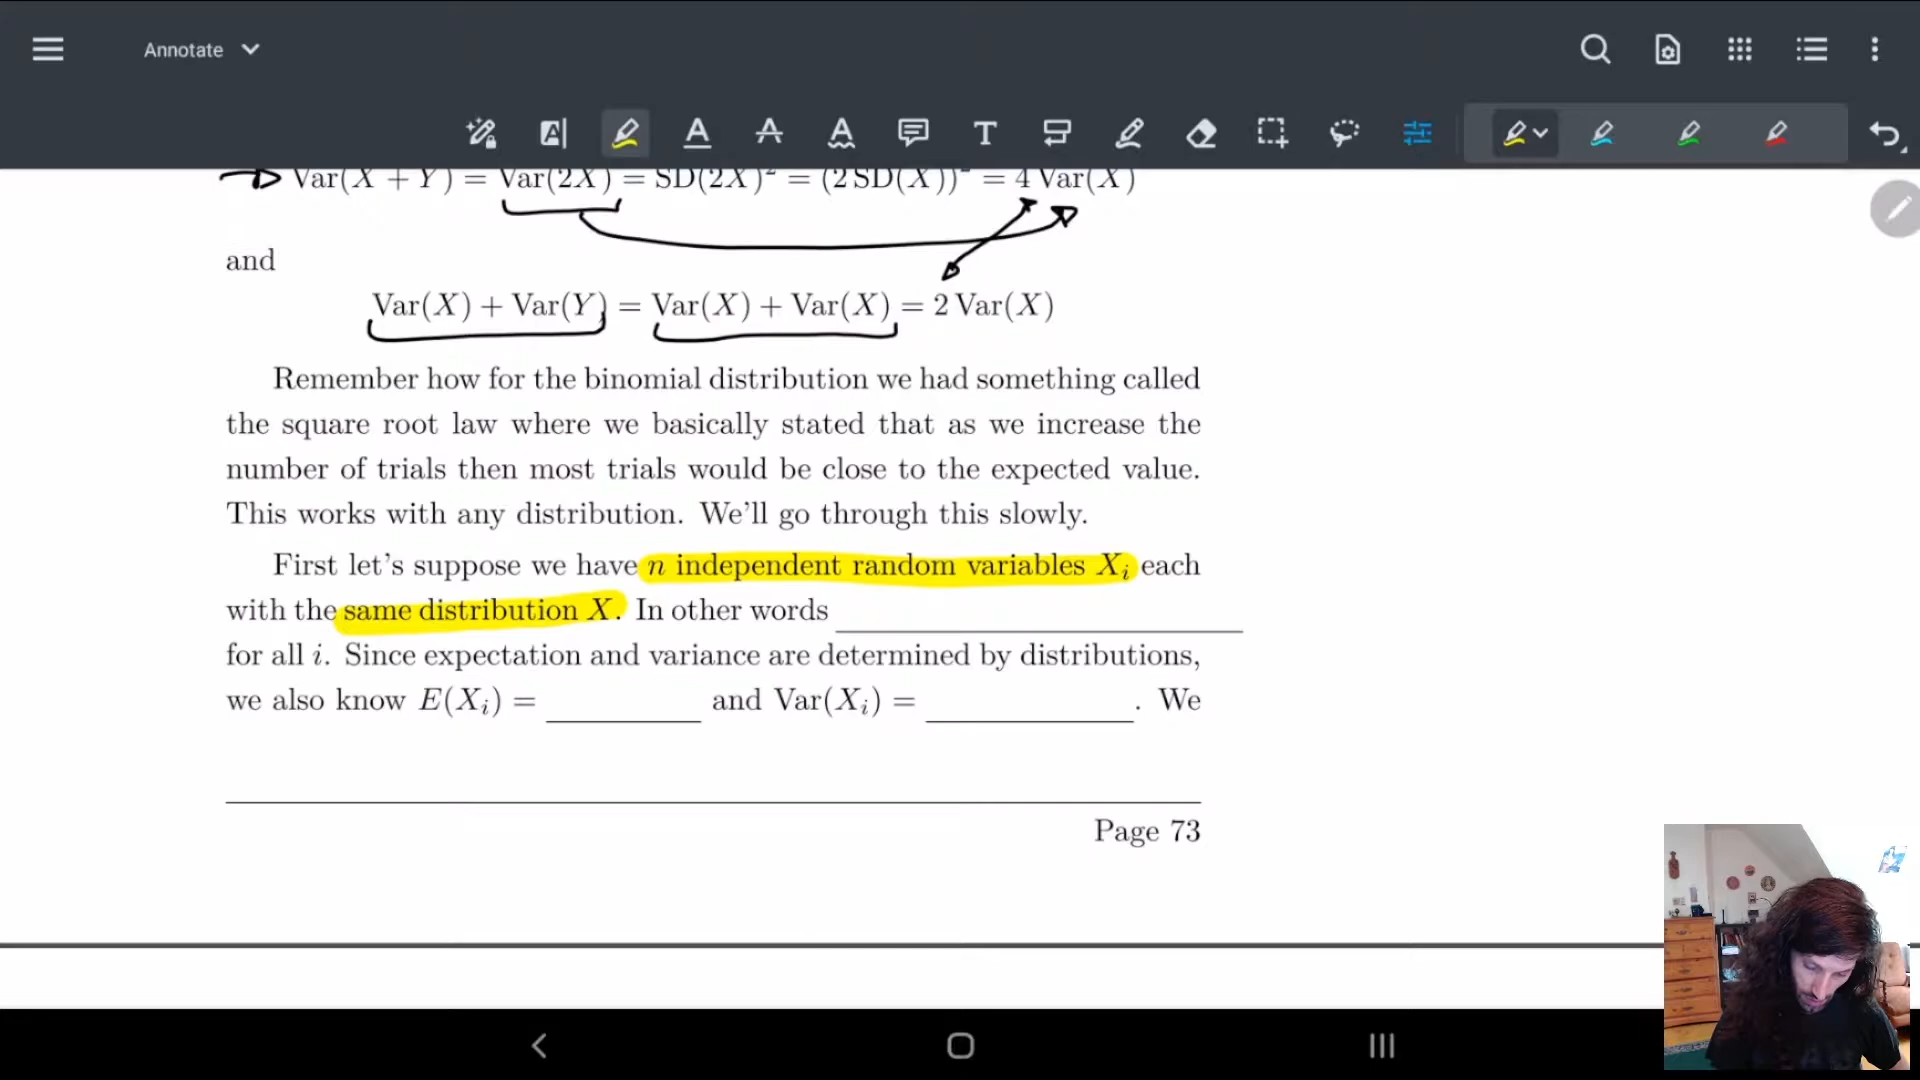 Annotate
Var(X + Y) = Var(2X) = SD(2X)² = (2 SD(X))² = 4 Var(X)
and
Var(X) + Var(Y) = Var(X) + Var(X) = 2 Var(X)
Remember how for the binomial distribution we had something called
the square root law where we basically stated that as we increase the
number of trials then most trials would be close to the expected value.
This works with any distribution. We'll go through this slowly.
First let's suppose we have n independent random variables Xᵢ each
with the same distribution X. In other words ____________
for all i. Since expectation and variance are determined by distributions,
we also know E(Xᵢ) = ________ and Var(Xᵢ) = ________. We
Page 73